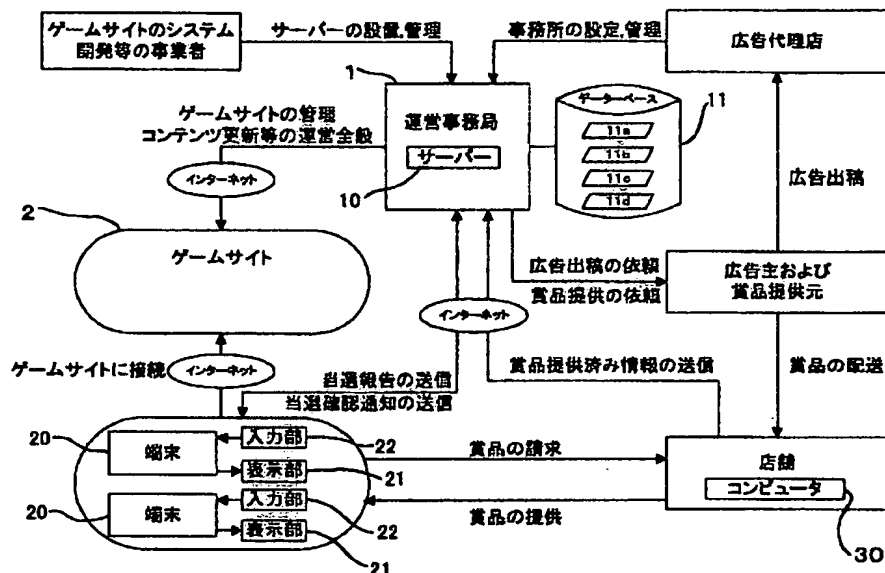 ゲームサイトのシステム
開発等の事業者
サーバーの設置.管理
事務所の設定.管理
広告代理店
1
運営事務局
サーバー
10
データーベース
11a
11b
11c
11d
11
ゲームサイトの管理
コンテンツ更新等の運営全般
インターネット
広告出稿
2
ゲームサイト
広告出稿の依頼
賞品提供の依頼
広告主および
賞品提供元
インターネット
ゲームサイトに接続
インターネット
当選報告の送信
当選確認通知の送信
賞品提供済み情報の送信
賞品の配送
20
端末
入力部
22
表示部
21
20
端末
入力部
22
表示部
21
賞品の請求
賞品の提供
店舗
コンピュータ
30